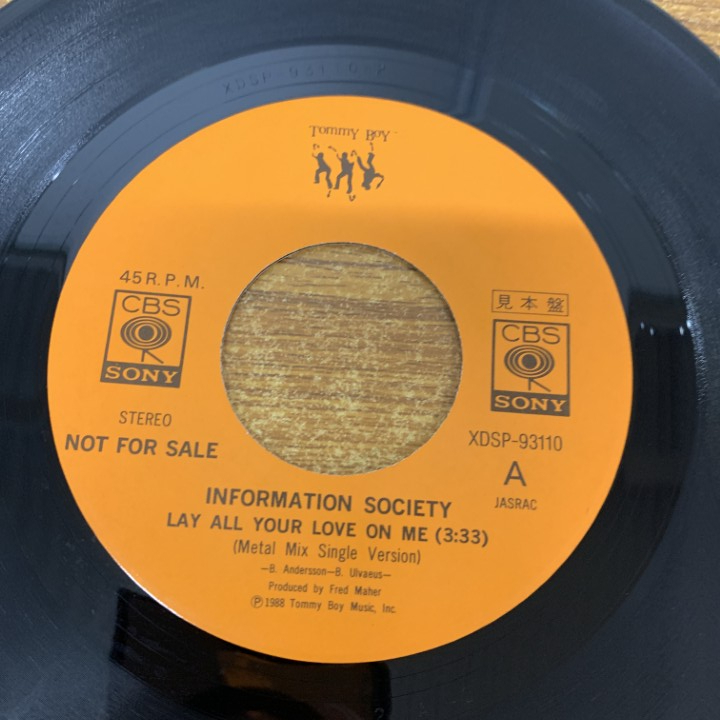 Tommy Boy
45 R.P.M.
CBS
SONY
見本盤
CBS
SONY
STEREO
NOT FOR SALE
XDSP-93110
A
JASRAC
INFORMATION SOCIETY
LAY ALL YOUR LOVE ON ME (3:33)
(Metal Mix Single Version)
—B. Andersson—B. Ulvaeus—
Produced by Fred Maher
Ⓟ1988 Tommy Boy Music, Inc.